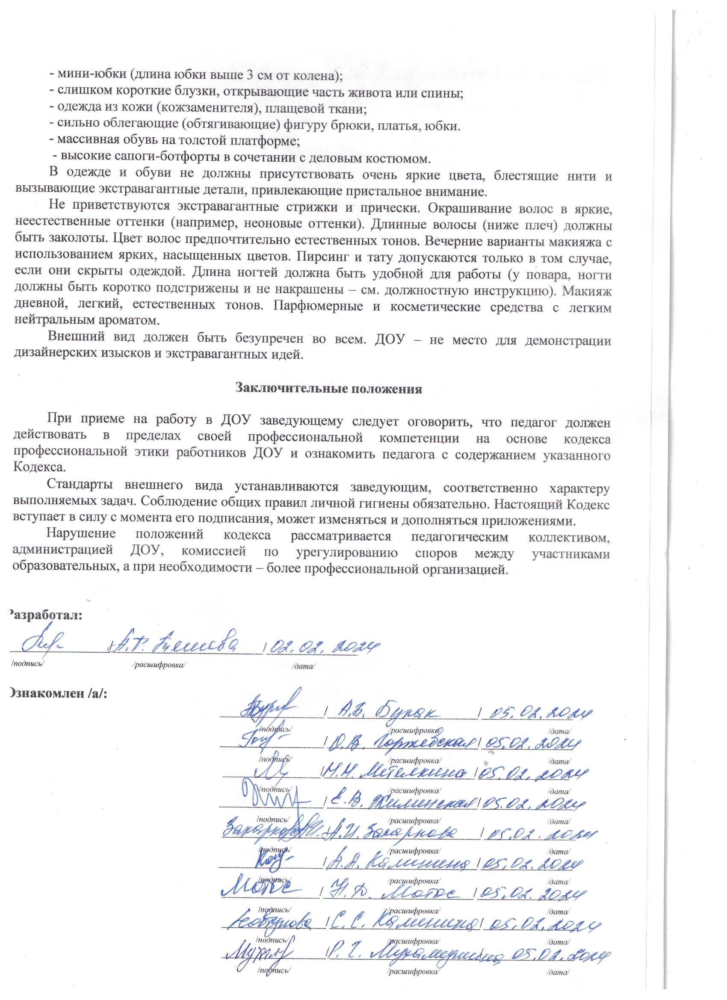 - мини-юбки (длина юбки выше 3 см от колена);
- слишком короткие блузки, открывающие часть живота или спины;
- одежда из кожи (кожзаменителя), плащевой ткани;
- сильно облегающие (обтягивающие) фигуру брюки, платья, юбки.
- массивная обувь на толстой платформе;
- высокие сапоги-ботфорты в сочетании с деловым костюмом.
В одежде и обуви не должны присутствовать очень яркие цвета, блестящие нити и
вызывающие экстравагантные детали, привлекающие пристальное внимание.
Не приветствуются экстравагантные стрижки и прически. Окрашивание волос в яркие,
неестественные оттенки (например, неоновые оттенки). Длинные волосы (ниже плеч) должны
быть заколоты. Цвет волос предпочтительно естественных тонов. Вечерние варианты макияжа с
использованием ярких, насыщенных цветов. Пирсинг и тату допускаются только в том случае,
если они скрыты одеждой. Длина ногтей должна быть удобной для работы (у повара, ногти
должны быть коротко подстрижены и не накрашены – см. должностную инструкцию). Макияж
дневной, легкий, естественных тонов. Парфюмерные и косметические средства с легким
нейтральным ароматом.
Внешний вид должен быть безупречен во всем. ДОУ – не место для демонстрации
дизайнерских изысков и экстравагантных идей.
Заключительные положения
При приеме на работу в ДОУ заведующему следует оговорить, что педагог должен
действовать в пределах своей профессиональной компетенции на основе кодекса
профессиональной этики работников ДОУ и ознакомить педагога с содержанием указанного
Кодекса.
Стандарты внешнего вида устанавливаются заведующим, соответственно характеру
выполняемых задач. Соблюдение общих правил личной гигиены обязательно. Настоящий Кодекс
вступает в силу с момента его подписания, может изменяться и дополняться приложениями.
Нарушение положений кодекса рассматривается педагогическим коллективом,
администрацией ДОУ, комиссией по урегулированию споров между участниками
образовательных, а при необходимости – более профессиональной организацией.
Разработал:
/ А.Г. / 02.02.2024
/подпись/ /расшифровка/ /дата/
Ознакомлен /а/:
/ А.Б. / 05.02.2024
/подпись/ /расшифровка/ /дата/
/ О.В. Горжевская / 05.02.2024
/подпись/ /расшифровка/ /дата/
/ Н.Н. Метелкина / 05.02.2024
/подпись/ /расшифровка/ /дата/
/ Е.В. Жиминская / 05.02.2024
/подпись/ /расшифровка/ /дата/
/ А.И. Захаркова / 05.02.2024
/подпись/ /расшифровка/ /дата/
/ А.А. Калинина / 05.02.2024
/подпись/ /расшифровка/ /дата/
Мотос / Н.Д. Мотос / 05.02.2024
/подпись/ /расшифровка/ /дата/
/ С.С. Калинина / 05.02.2024
/подпись/ /расшифровка/ /дата/
/ Р.Г. / 05.02.2024
/подпись/ /расшифровка/ /дата/